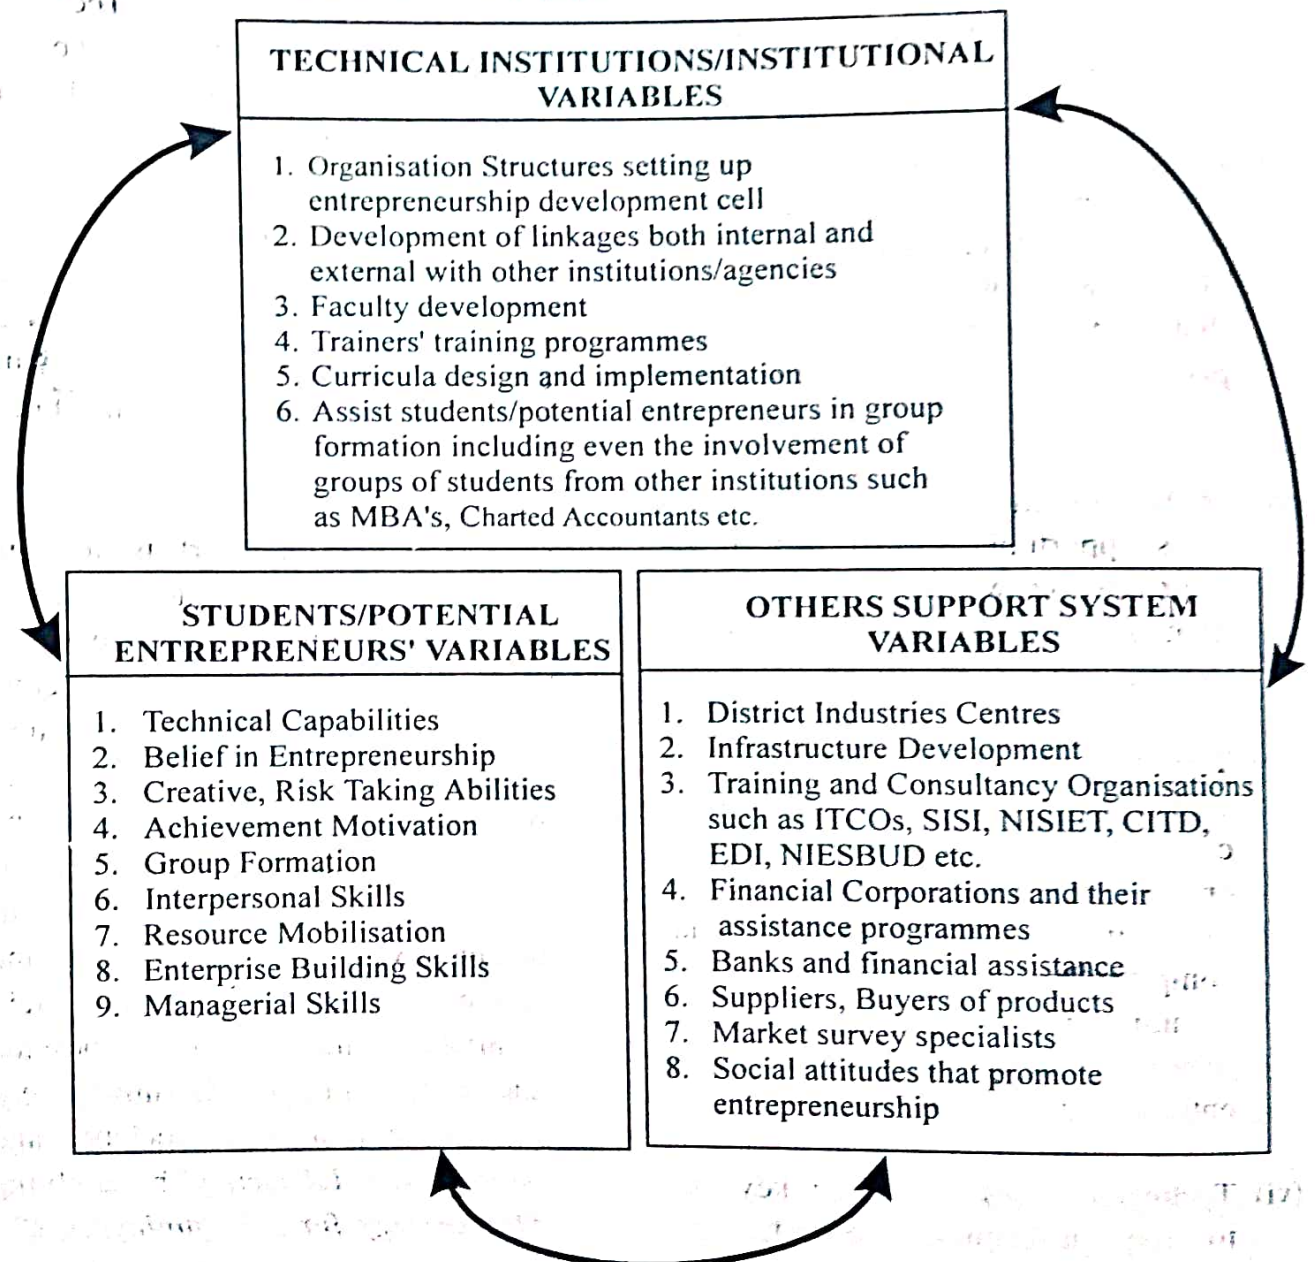 TECHNICAL INSTITUTIONS/INSTITUTIONAL
VARIABLES
1. Organisation Structures setting up
entrepreneurship development cell
2. Development of linkages both internal and
external with other institutions/agencies
3. Faculty development
4. Trainers' training programmes
5. Curricula design and implementation
6. Assist students/potential entrepreneurs in group
formation including even the involvement of
groups of students from other institutions such
as MBA's, Charted Accountants etc.
STUDENTS/POTENTIAL
ENTREPRENEURS' VARIABLES
1. Technical Capabilities
2. Belief in Entrepreneurship
3. Creative, Risk Taking Abilities
4. Achievement Motivation
5. Group Formation
6. Interpersonal Skills
7. Resource Mobilisation
8. Enterprise Building Skills
9. Managerial Skills
OTHERS SUPPORT SYSTEM
VARIABLES
1. District Industries Centres
2. Infrastructure Development
3. Training and Consultancy Organisations
such as ITCOs, SISI, NISIET, CITD,
EDI, NIESBUD etc.
4. Financial Corporations and their
assistance programmes
5. Banks and financial assistance
6. Suppliers, Buyers of products
7. Market survey specialists
8. Social attitudes that promote
entrepreneurship